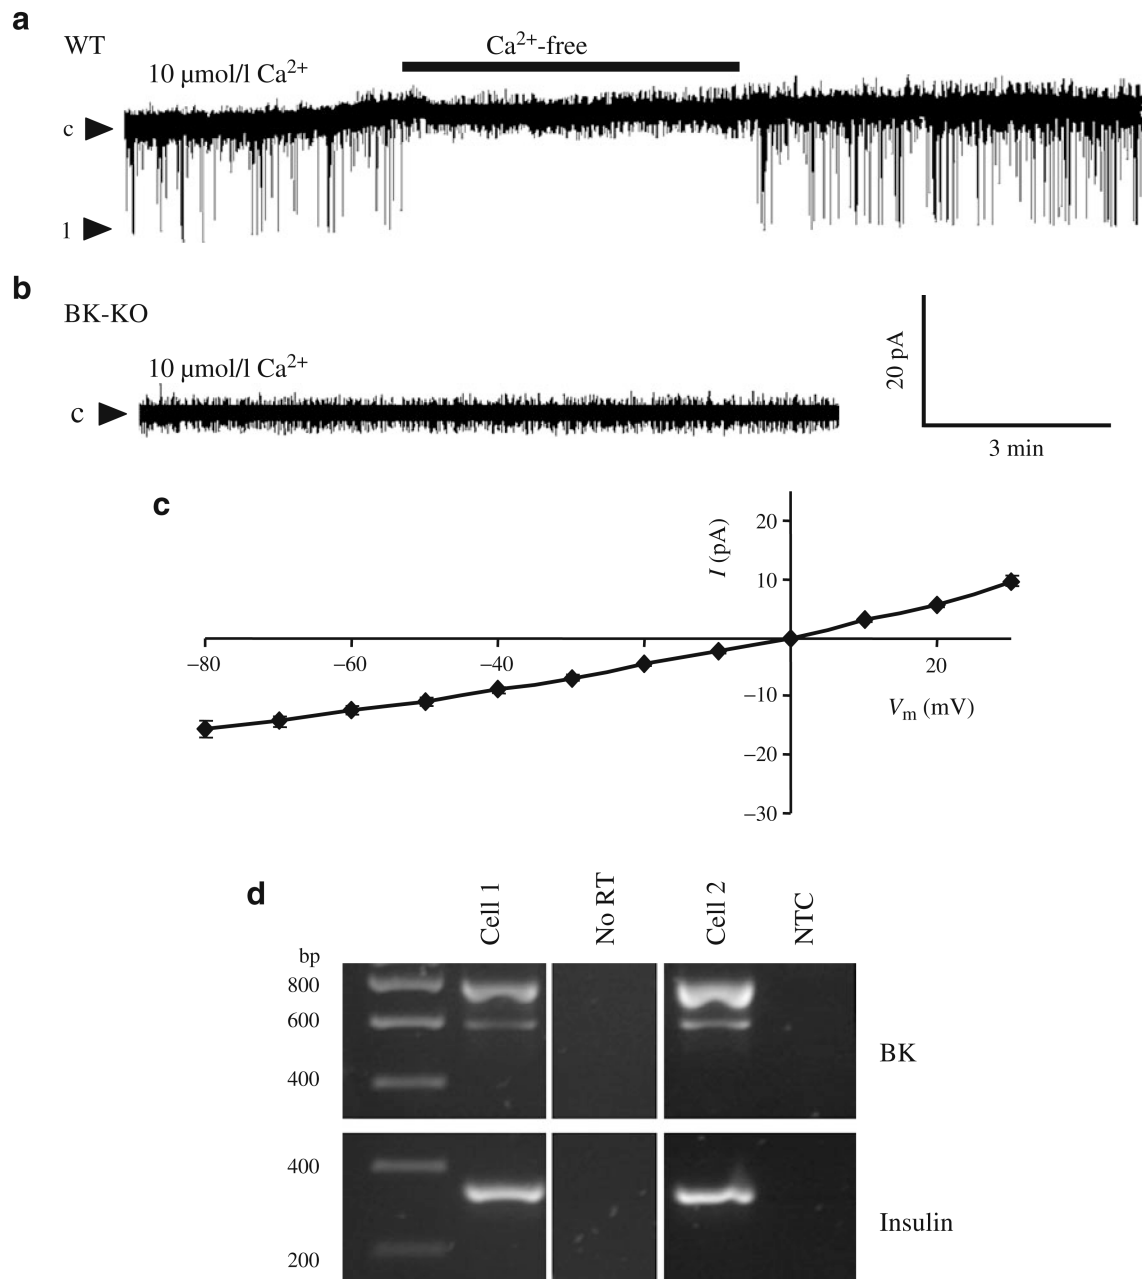 a
WT
Ca²⁺-free
10 µmol/l Ca²⁺
c
1
b
BK-KO
10 µmol/l Ca²⁺
c
20 pA
3 min
c
I (pA)
20
10
−80
−60
−40
20
−10
Vm (mV)
−20
−30
d
Cell 1
No RT
Cell 2
NTC
bp
800
600
400
BK
400
200
Insulin